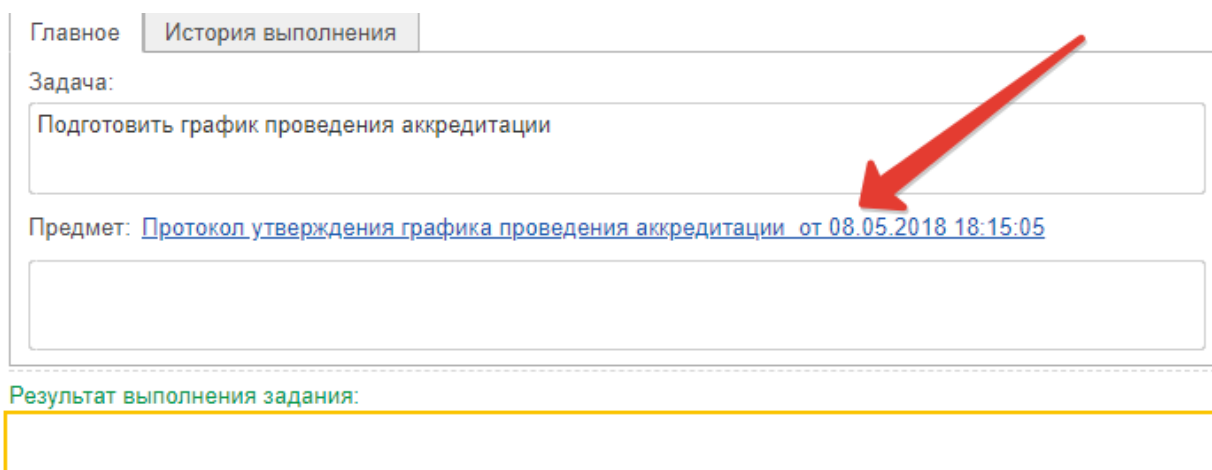 Главное История выполнения
Задача:
Подготовить график проведения аккредитации
Предмет: Протокол утверждения графика проведения аккредитации от 08.05.2018 18:15:05
Результат выполнения задания: